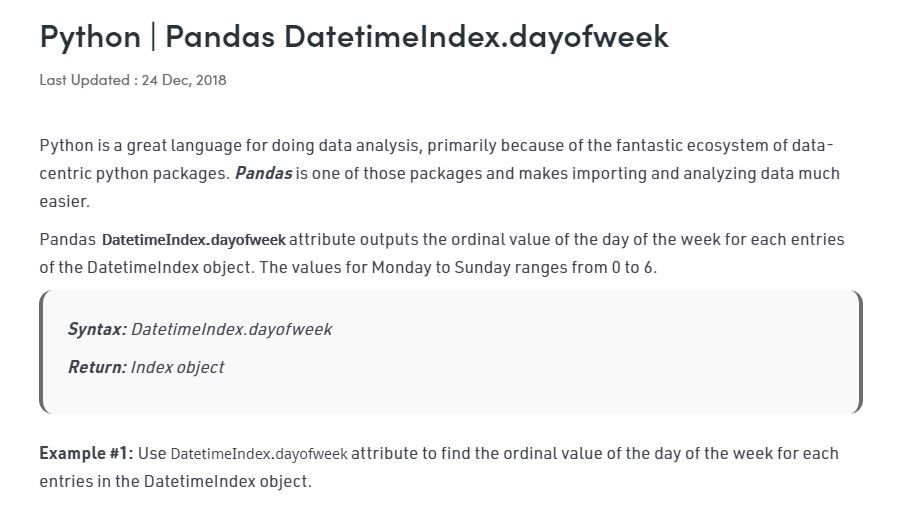 Python | Pandas DatetimeIndex.dayofweek
Last Updated : 24 Dec, 2018
Python is a great language for doing data analysis, primarily because of the fantastic ecosystem of data-
centric python packages. Pandas is one of those packages and makes importing and analyzing data much
easier.
Pandas DatetimeIndex.dayofweek attribute outputs the ordinal value of the day of the week for each entries
of the DatetimeIndex object. The values for Monday to Sunday ranges from 0 to 6.
Syntax: DatetimeIndex.dayofweek
Return: Index object
Example #1: Use DatetimeIndex.dayofweek attribute to find the ordinal value of the day of the week for each
entries in the DatetimeIndex object.